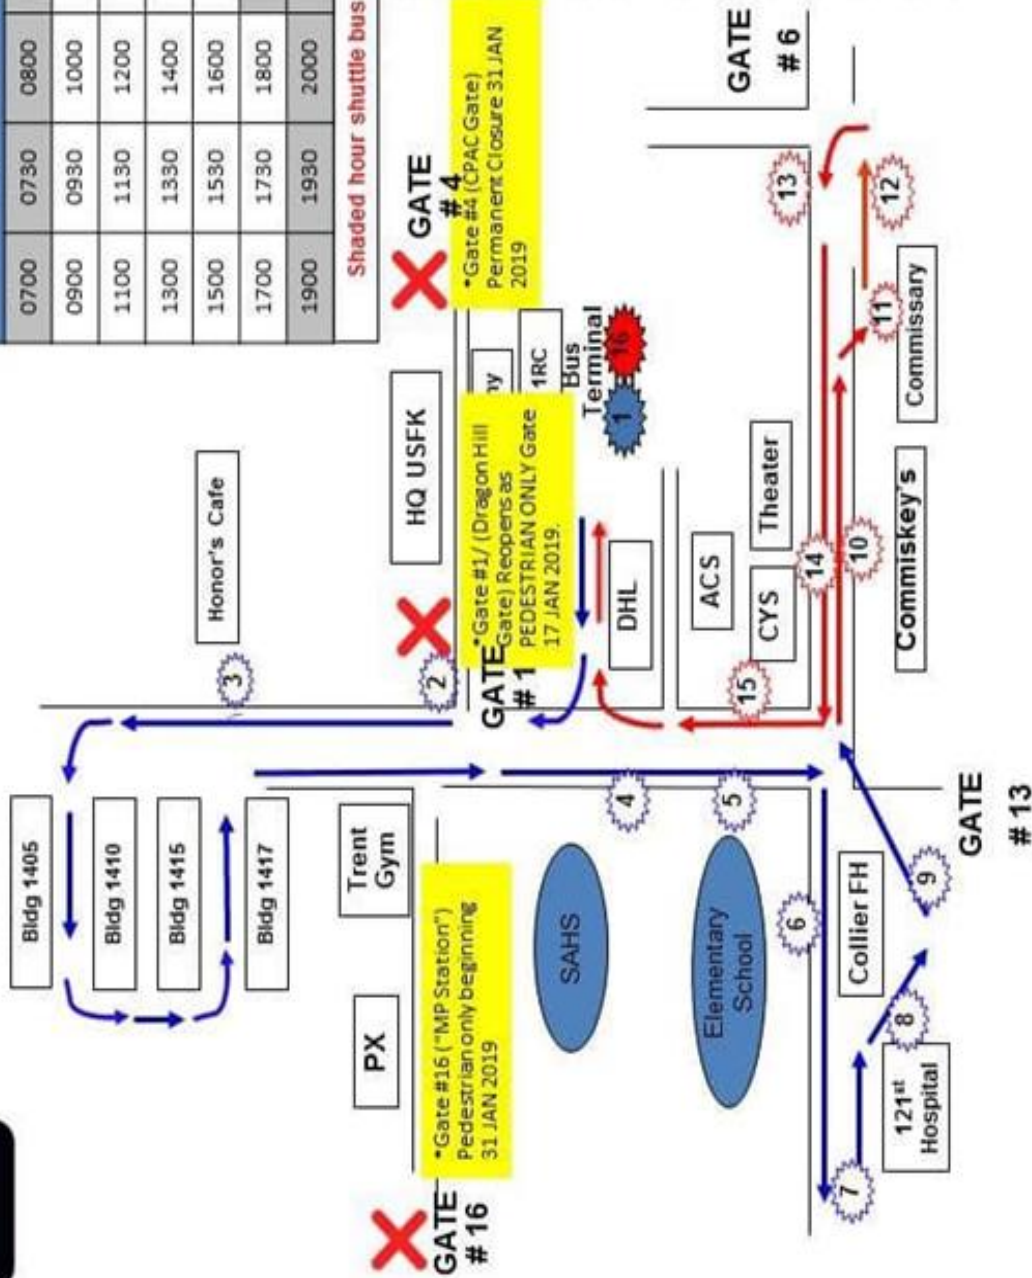 0700 0730 0800
0900 0930 1000
1100 1130 1200
1300 1330 1400
1500 1530 1600
1700 1730 1800
1900 1930 2000
Shaded hour shuttle bus
Bldg 1405
Bldg 1410
Bldg 1415
Bldg 1417
Honor's Cafe
3
HQ USFK
2
GATE
# 4
*Gate #4 (CPAC Gate)
Permanent Closure 31 JAN
2019
PX
Trent
Gym
GATE
# 16
*Gate #16 ("MP Station")
Pedestrian only beginning
31 JAN 2019
GATE
# 1
*Gate #1/ (Dragon Hill
Gate) Reopens as
PEDESTRIAN ONLY Gate
17 JAN 2019.
ny
1RC
Bus
Terminal
1
16
SAHS
4
DHL
Elementary
School
5
ACS
15
CYS
Theater
GATE
# 6
6
14
13
7
Collier FH
10
11
12
121st
Hospital
8
9
Commiskey's
Commissary
GATE
# 13